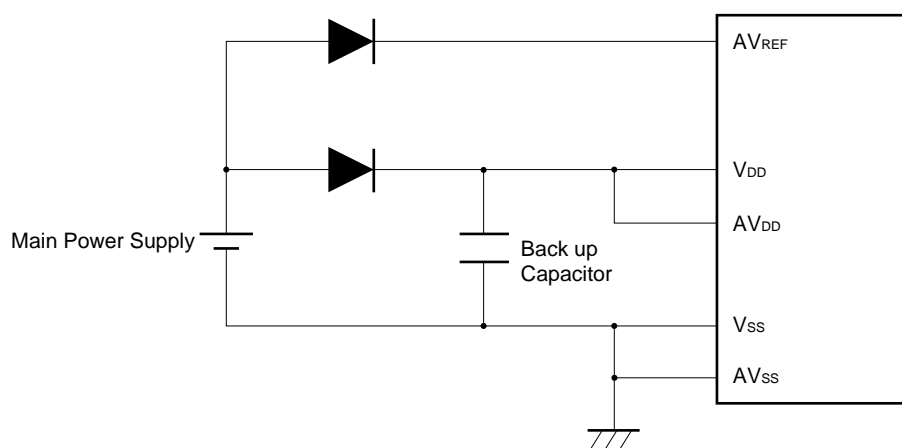 AVREF
VDD
AVDD
Main Power Supply
Back up
Capacitor
VSS
AVSS